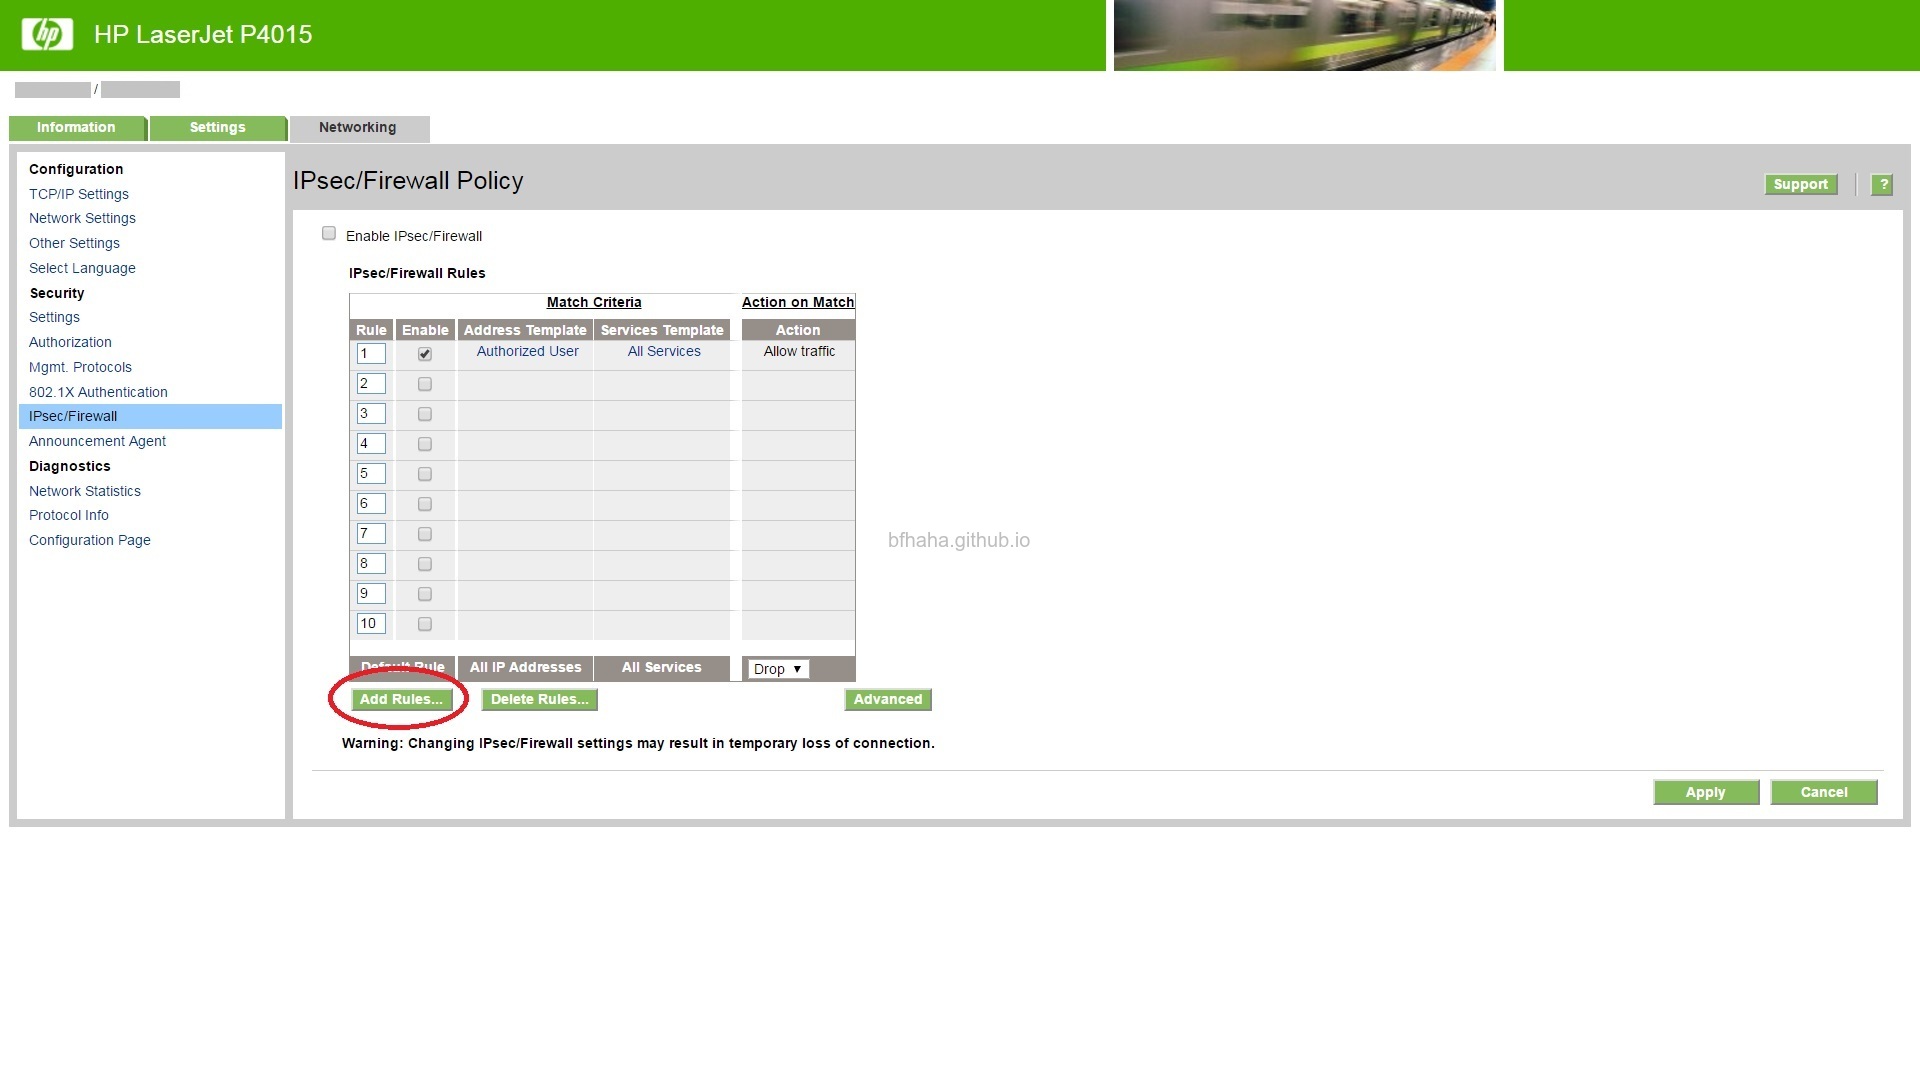 hp HP LaserJet P4015
/
Information Settings Networking
Configuration
TCP/IP Settings
Network Settings
Other Settings
Select Language
Security
Settings
Authorization
Mgmt. Protocols
802.1X Authentication
IPsec/Firewall
Announcement Agent
Diagnostics
Network Statistics
Protocol Info
Configuration Page
IPsec/Firewall Policy
Support ?
Enable IPsec/Firewall
IPsec/Firewall Rules
Match Criteria Action on Match
Rule Enable Address Template Services Template Action
1 Authorized User All Services Allow traffic
2
3
4
5
6
7
8
9
10
Default Rule All IP Addresses All Services Drop
Add Rules... Delete Rules... Advanced
Warning: Changing IPsec/Firewall settings may result in temporary loss of connection.
Apply Cancel
bfhaha.github.io